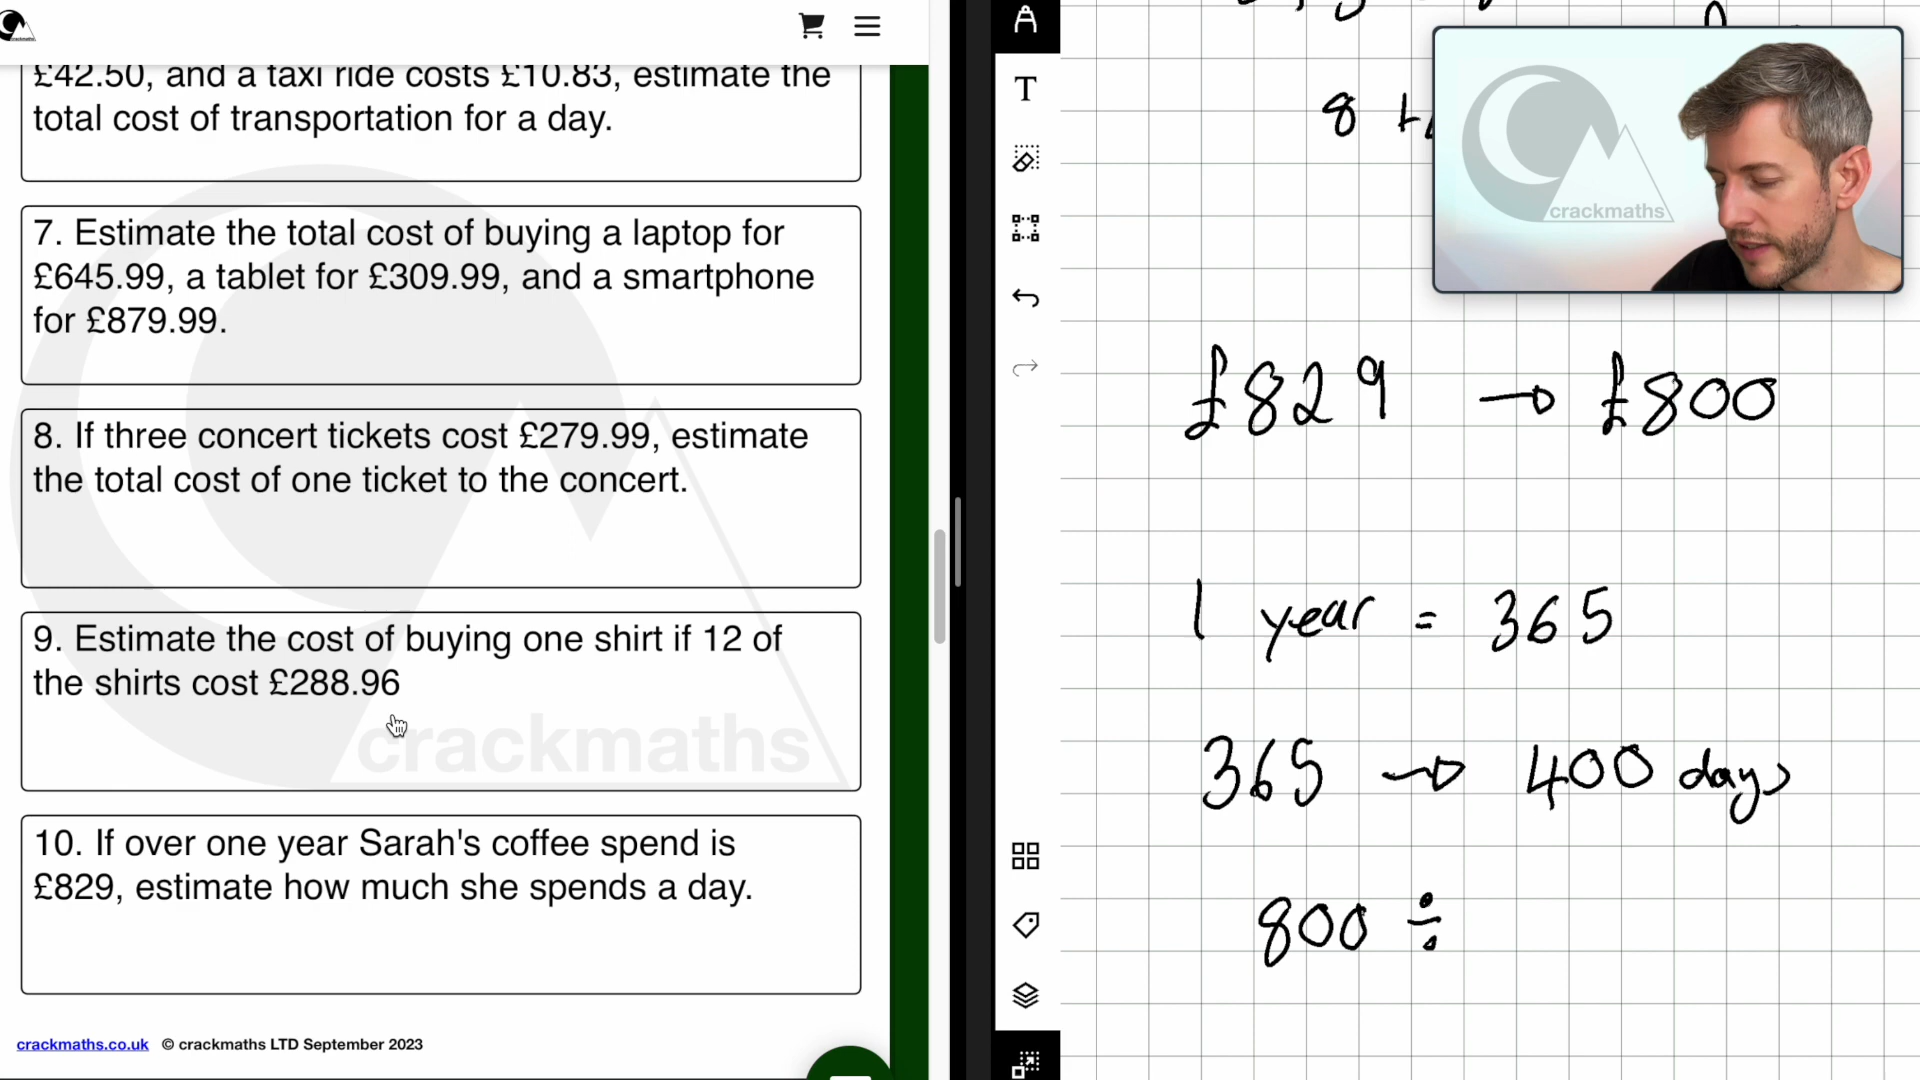 £42.50, and a taxi ride costs £10.83, estimate the
total cost of transportation for a day.
7. Estimate the total cost of buying a laptop for
£645.99, a tablet for £309.99, and a smartphone
for £879.99.
8. If three concert tickets cost £279.99, estimate
the total cost of one ticket to the concert.
9. Estimate the cost of buying one shirt if 12 of
the shirts cost £288.96
crackmaths
10. If over one year Sarah's coffee spend is
£829, estimate how much she spends a day.
crackmaths.co.uk © crackmaths LTD September 2023
T
8
crackmaths
£829 → £800
1 year = 365
365 → 400 days
800 ÷